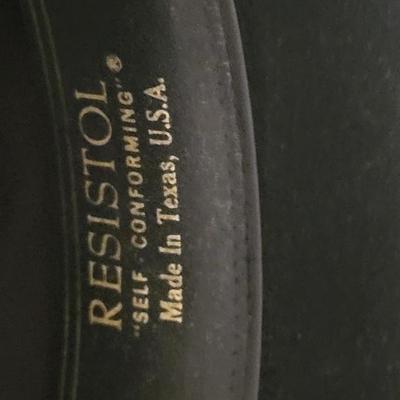 RESISTOL
"SELF-CONFORMING"®
Made In Texas, U.S.A.